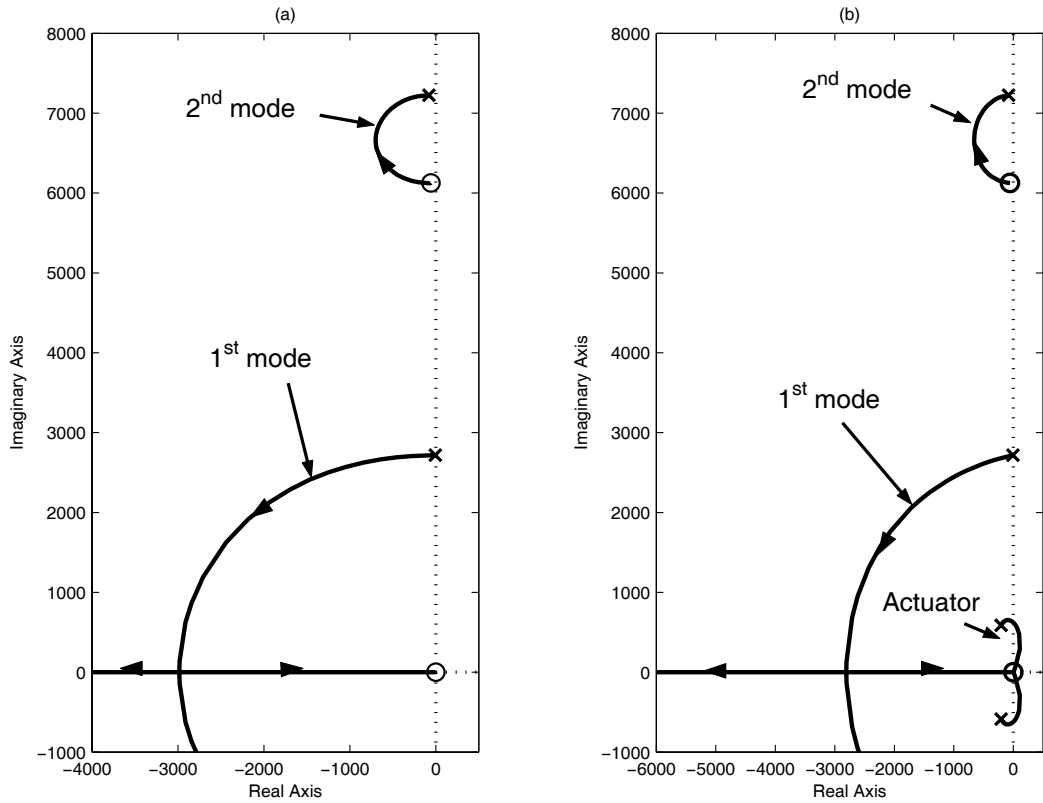 (a)
8000
7000
6000
5000
4000
3000
2000
1000
0
−1000
Imaginary Axis
2nd mode
1st mode
−4000 −3000 −2000 −1000 0
Real Axis
(b)
8000
7000
6000
5000
4000
3000
2000
1000
0
−1000
Imaginary Axis
2nd mode
1st mode
Actuator
−6000 −5000 −4000 −3000 −2000 −1000 0
Real Axis